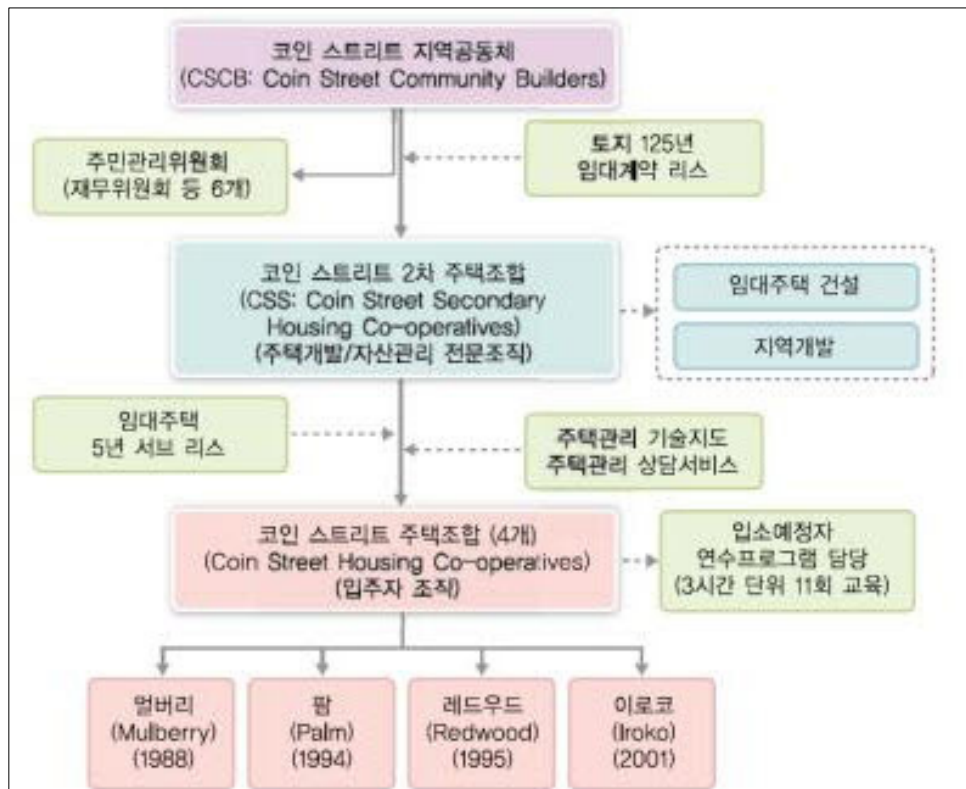 코인 스트리트 지역공동체
(CSCB: Coin Street Community Builders)
주민관리위원회
(재무위원회 등 6개)
토지 125년
임대계약 리스
코인 스트리트 2차 주택조합
(CSS: Coin Street Secondary
Housing Co-operatives)
(주택개발/자산관리 전문조직)
임대주택 건설
지역개발
임대주택
5년 서브 리스
주택관리 기술지도
주택관리 상담서비스
코인 스트리트 주택조합 (4개)
(Coin Street Housing Co-operatives)
(입주자 조직)
입소예정자
연수프로그램 담당
(3시간 단위 11회 교육)
멀버리
(Mulberry)
(1988)
팜
(Palm)
(1994)
레드우드
(Redwood)
(1995)
이로코
(Iroko)
(2001)